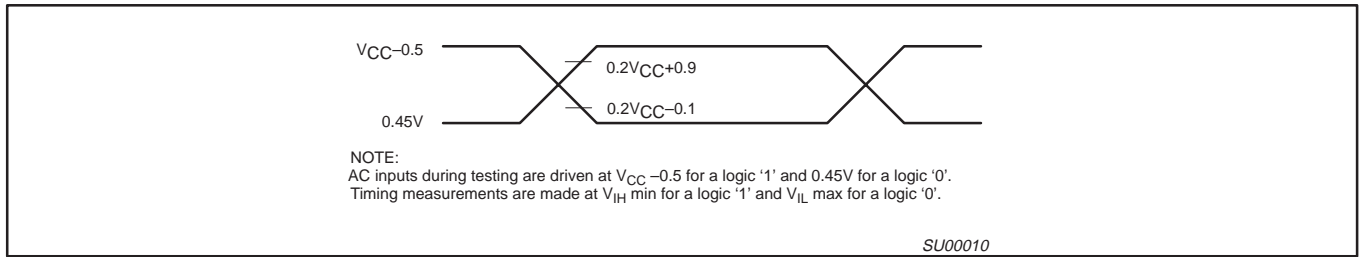 VCC–0.5
0.2VCC+0.9
0.2VCC–0.1
0.45V
NOTE:
AC inputs during testing are driven at VCC –0.5 for a logic ‘1’ and 0.45V for a logic ‘0’.
Timing measurements are made at VIH min for a logic ‘1’ and VIL max for a logic ‘0’.
SU00010